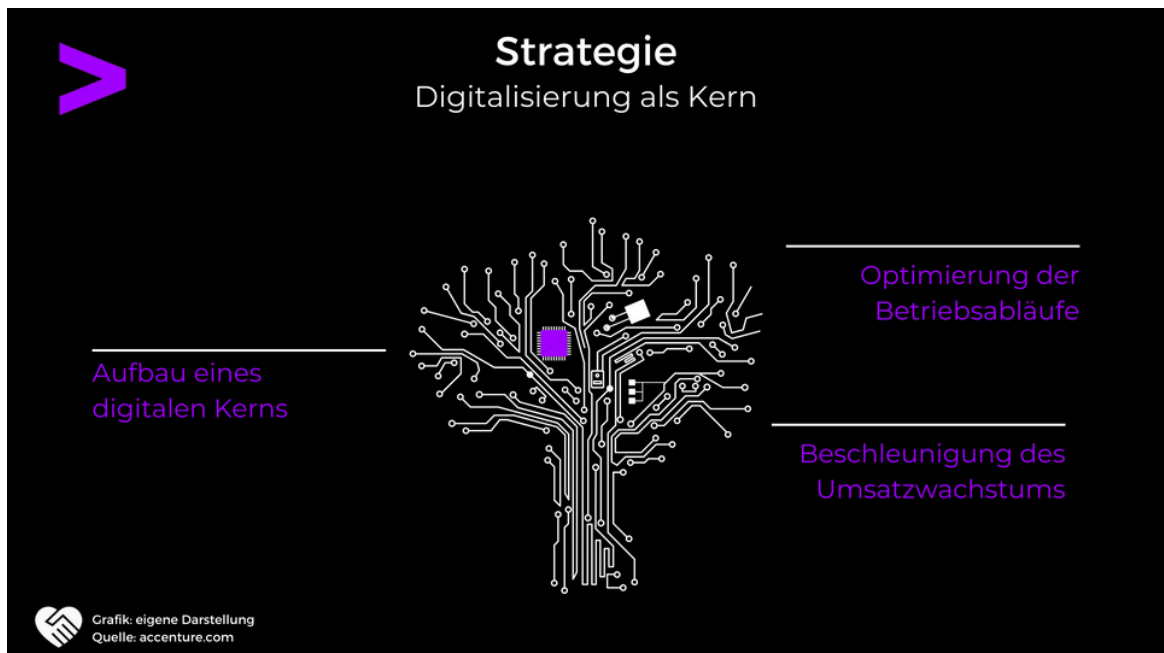 Strategie
Digitalisierung als Kern
Optimierung der
Betriebsabläufe
Aufbau eines
digitalen Kerns
Beschleunigung des
Umsatzwachstums
Grafik: eigene Darstellung
Quelle: accenture.com